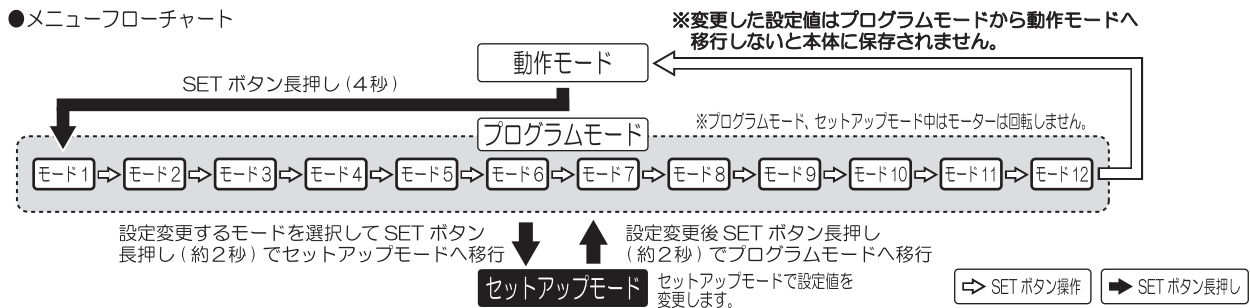 ●メニューフローチャート
※変更した設定値はプログラムモードから動作モードへ
移行しないと本体に保存されません。
動作モード
SET ボタン長押し(4秒)
プログラムモード
※プログラムモード、セットアップモード中はモーターは回転しません。
モード1 ⇨ モード2 ⇨ モード3 ⇨ モード4 ⇨ モード5 ⇨ モード6 ⇨ モード7 ⇨ モード8 ⇨ モード9 ⇨ モード10 ⇨ モード11 ⇨ モード12
設定変更するモードを選択して SET ボタン
長押し(約2秒)でセットアップモードへ移行
設定変更後 SET ボタン長押し
(約2秒)でプログラムモードへ移行
セットアップモード
セットアップモードで設定値を
変更します。
⇨ SET ボタン操作
➡ SET ボタン長押し